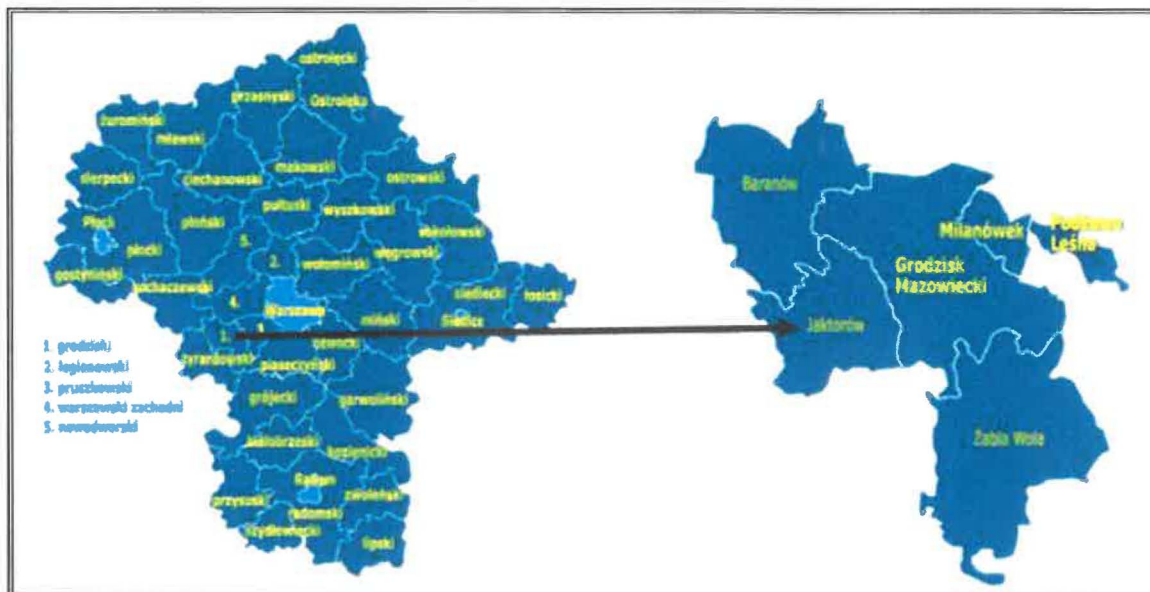 ostrołęcki
przasnyski
Ostrołęka
żuromiński
mławski
makowski
sierpecki
ciechanowski
ostrowski
pułtuski
wyszkowski
Płock
płoński
sokołowski
płocki
5.
węgrowski
2.
wołomiński
gostyniński
sochaczewski
siedlecki
łosicki
4.
Warszawa
miński
Siedlce
1.
3.
otwocki
żyrardowski
piaseczyński
grójecki
garwoliński
białobrzeski
kozienicki
Radom
przysuski
zwoleński
radomski
szydłowiecki
lipski
1. grodziski
2. legionowski
3. pruszkowski
4. warszawski zachodni
5. nowodworski
Baranów
Milanówek
Podkowa
Leśna
Grodzisk
Mazowiecki
Jaktorów
Żabia Wola